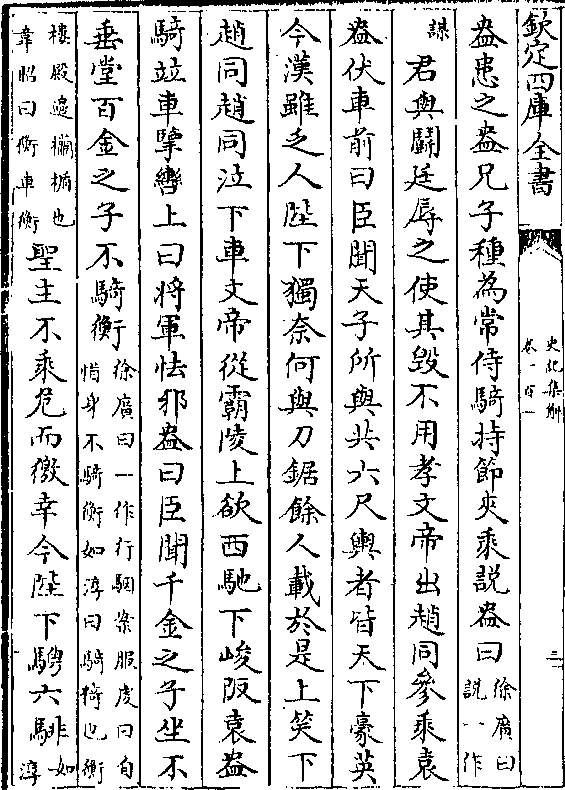 欽定四庫全書
史記集解
卷一百一
三
盎患之盎兄子種為常侍騎持節夾乘説盎曰徐廣曰説一作
謀君與鬭廷辱之使其毀不用孝文帝出趙同參乘袁
盎伏車前曰臣聞天子所與共六尺輿者皆天下豪英
今漢雖乏人陛下獨奈何與刀鋸餘人載於是上笑下
趙同趙同泣下車文帝從霸陵上欲西馳下峻阪袁盎
騎竝車擥轡上曰將軍怯邪盎曰臣聞千金之子坐不
垂堂百金之子不騎衡徐廣曰一作行駰案服虔曰自惜身不騎衡如淳曰騎猗也衡
樓殿邊欄楯也韋昭曰衡車衡聖主不乘危而徼幸今陛下騁六騑如淳